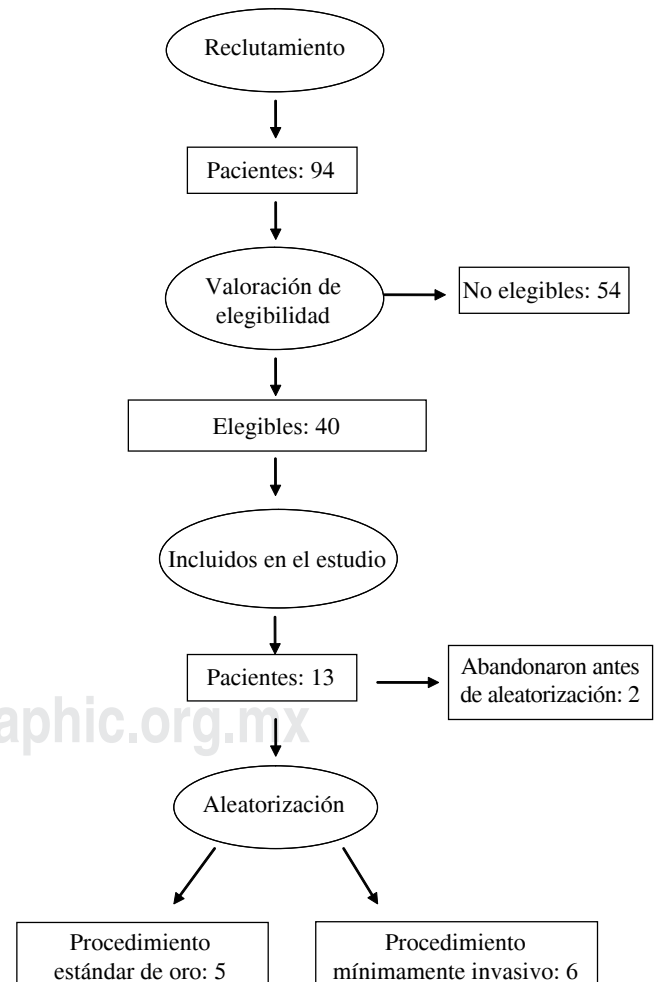 Reclutamiento
Pacientes: 94
Valoración de
elegibilidad
No elegibles: 54
Elegibles: 40
Incluidos en el estudio
Pacientes: 13
Abandonaron antes
de aleatorización: 2
aphic.org.mx
Aleatorización
Procedimiento
estándar de oro: 5
Procedimiento
mínimamente invasivo: 6